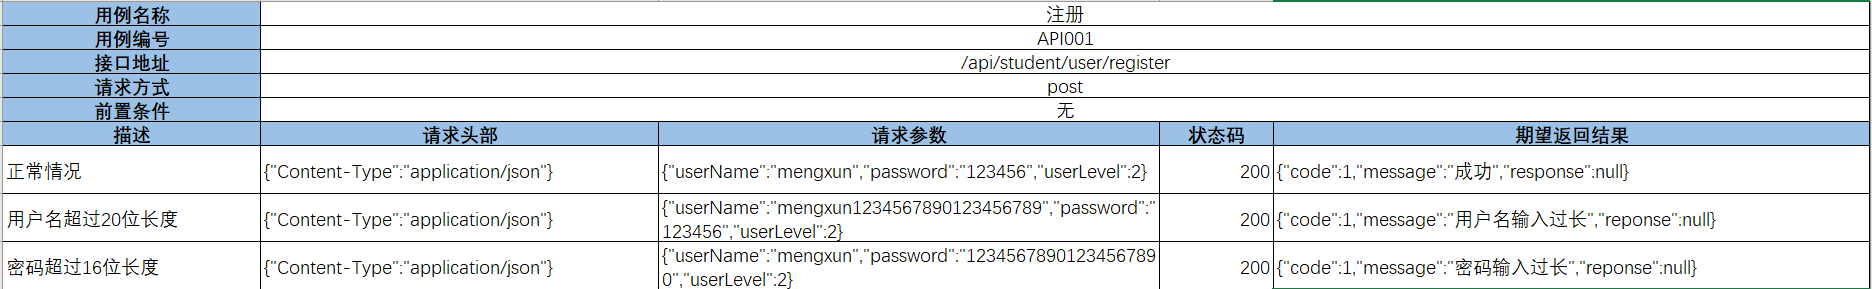 用例名称 注册
用例编号 API001
接口地址 /api/student/user/register
请求方式 post
前置条件 无
描述 请求头部 请求参数 状态码 期望返回结果
正常情况 {"Content-Type":"application/json"} {"userName":"mengxun","password":"123456","userLevel":2} 200 {"code":1,"message":"成功","response":null}
用户名超过20位长度 {"Content-Type":"application/json"} {"userName":"mengxun1234567890123456789","password":"
123456","userLevel":2} 200 {"code":1,"message":"用户名输入过长","reponse":null}
密码超过16位长度 {"Content-Type":"application/json"} {"userName":"mengxun","password":"1234567890123456789
0","userLevel":2} 200 {"code":1,"message":"密码输入过长","reponse":null}